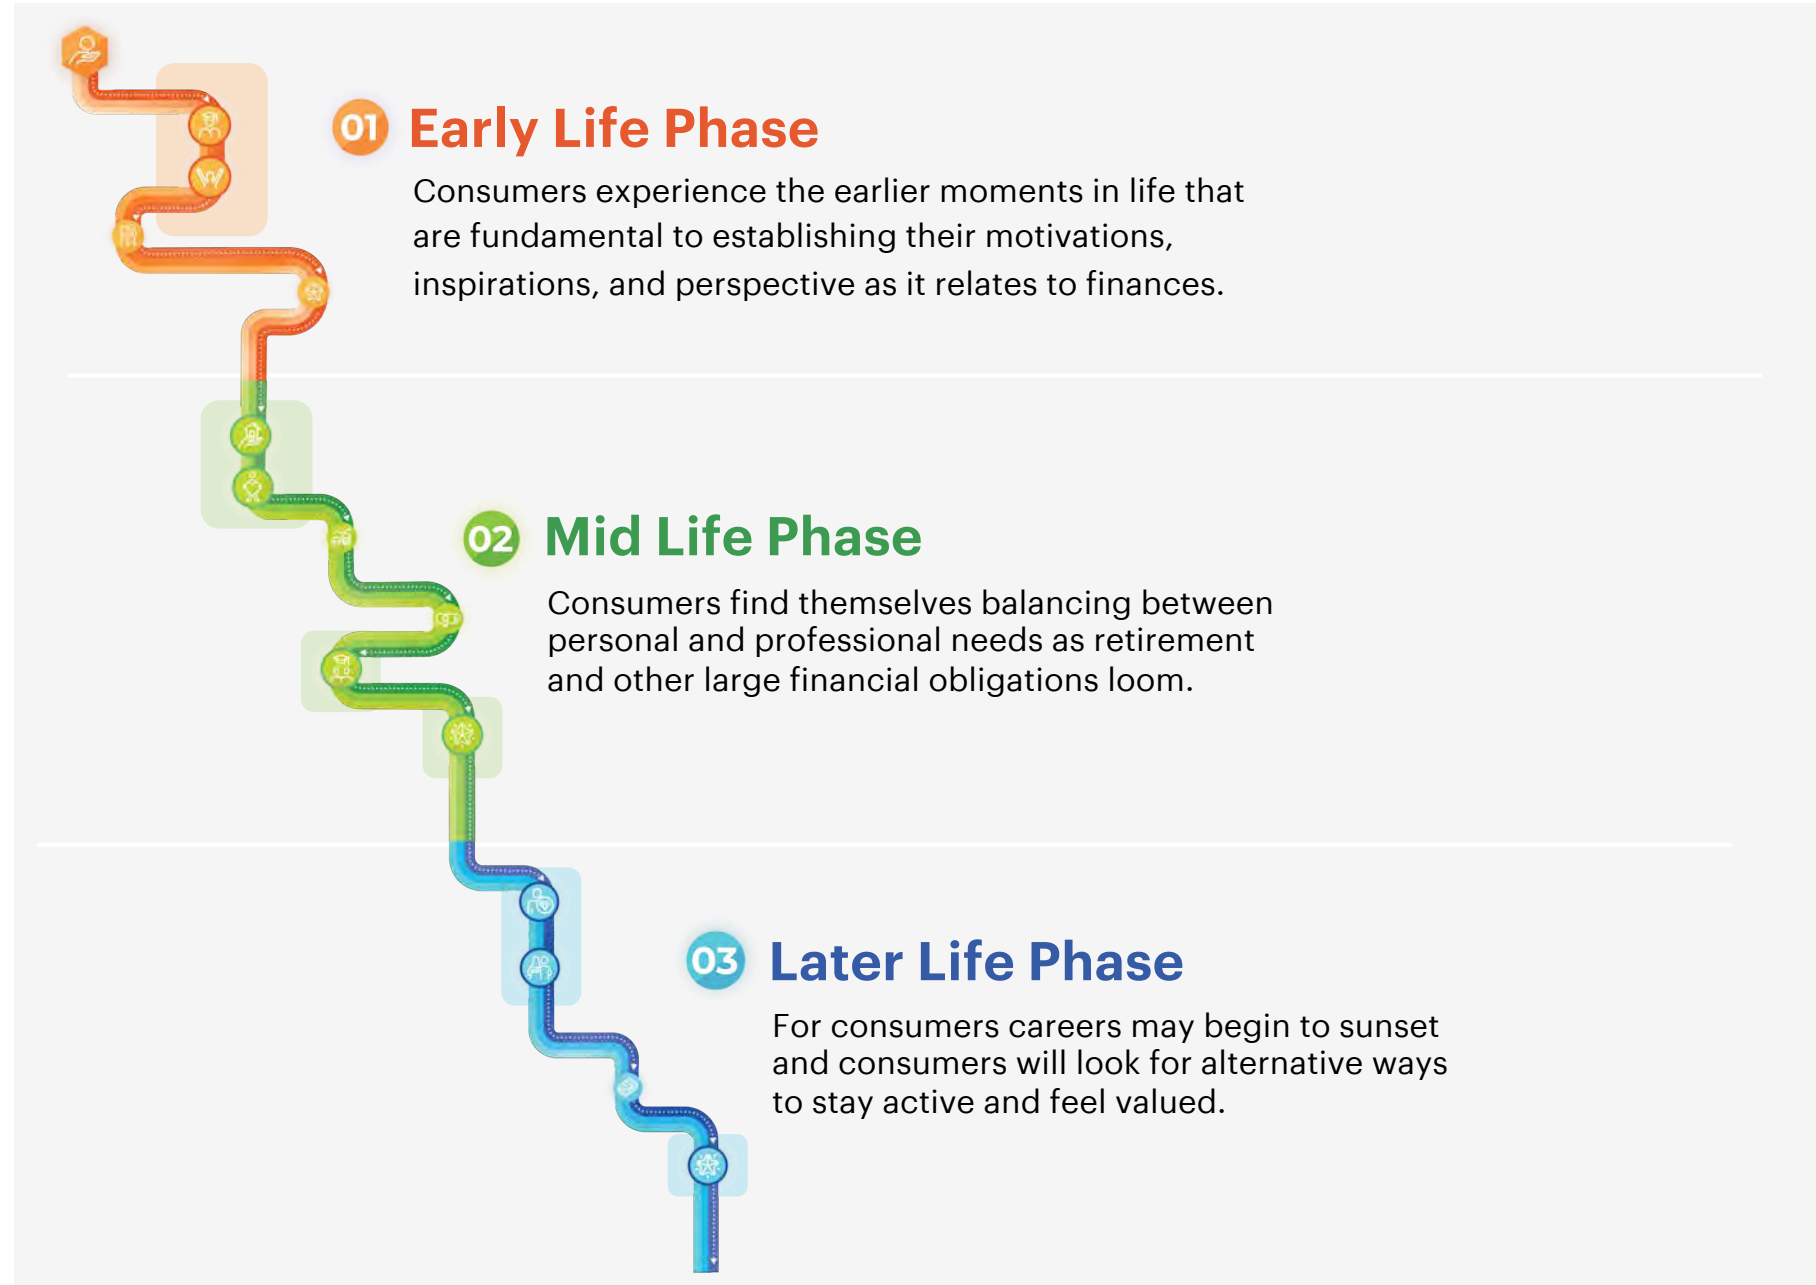 01 Early Life Phase
Consumers experience the earlier moments in life that
are fundamental to establishing their motivations,
inspirations, and perspective as it relates to finances.
02 Mid Life Phase
Consumers find themselves balancing between
personal and professional needs as retirement
and other large financial obligations loom.
03 Later Life Phase
For consumers careers may begin to sunset
and consumers will look for alternative ways
to stay active and feel valued.